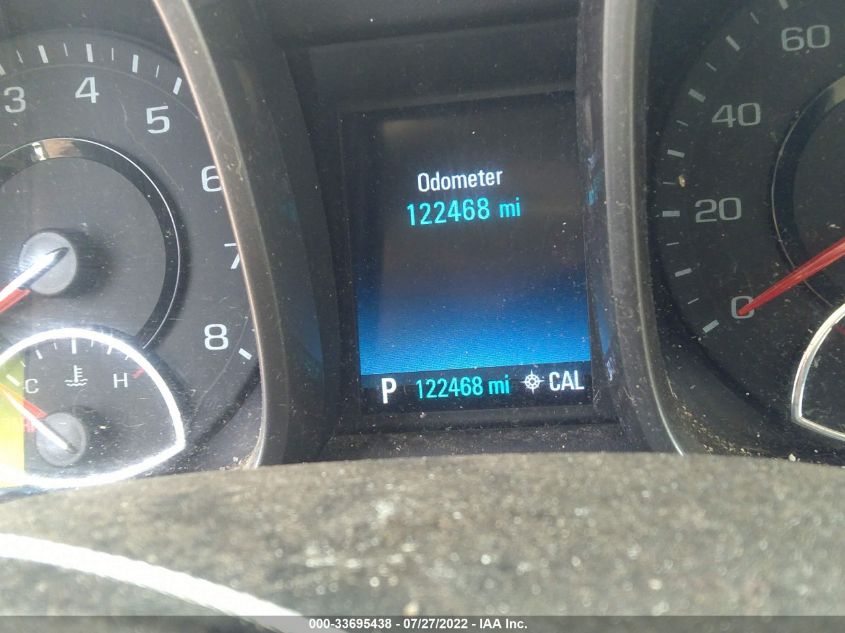 3 4 5 6 7 8
C H
Odometer
122468 mi
P 122468 mi CAL
60
40
20
0
000-33695438 - 07/27/2022 - IAA Inc.